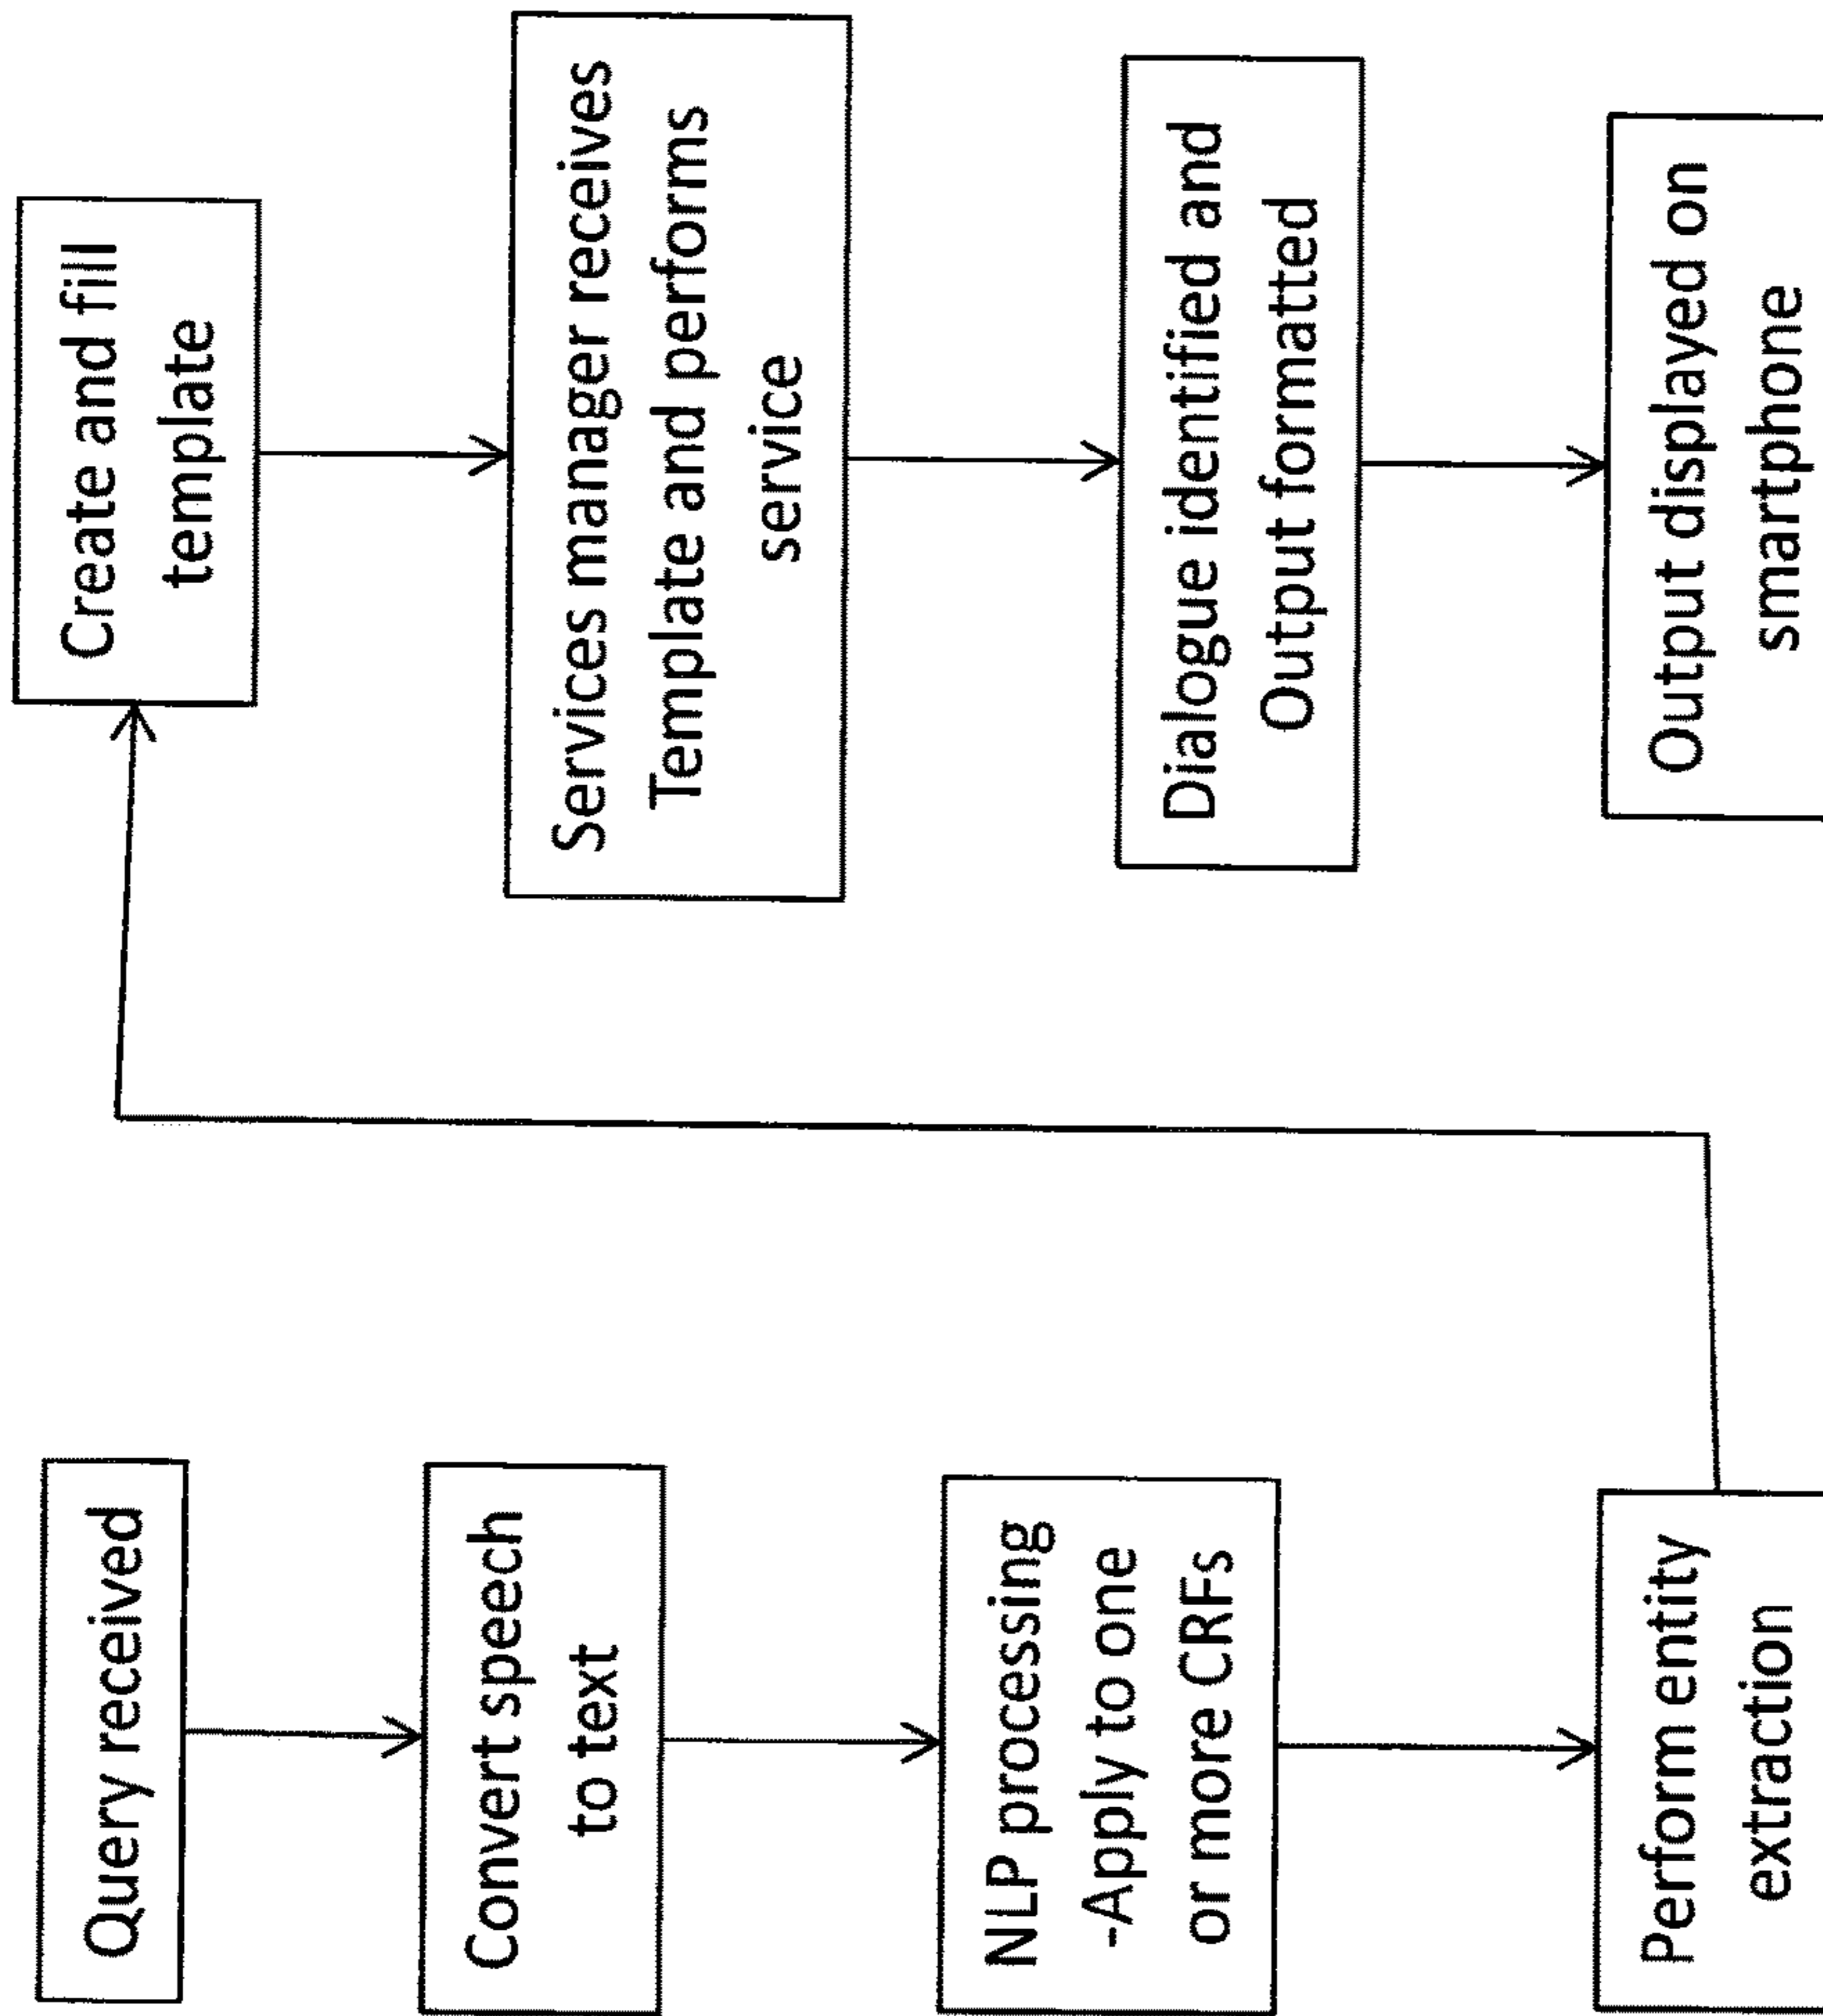 Query received
Convert speech
to text
NLP processing
-Apply to one
or more CRFs
Perform entity
extraction
Create and fill
template
Services manager receives
Template and performs
service
Dialogue identified and
Output formatted
Output displayed on
smartphone